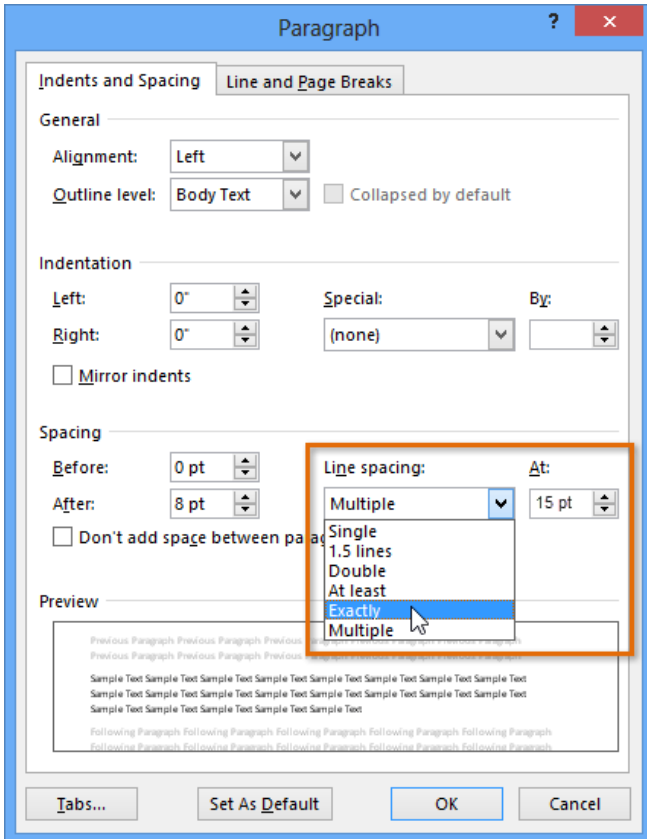 Paragraph ? ×
Indents and Spacing Line and Page Breaks
General
Alignment: Left
Outline level: Body Text Collapsed by default
Indentation
Left: 0" Special: By:
Right: 0" (none)
Mirror indents
Spacing
Before: 0 pt Line spacing: At:
After: 8 pt Multiple 15 pt
Don't add space between parag
Single
1.5 lines
Double
At least
Exactly
Multiple
Preview
Previous Paragraph Previous Paragraph Previous Paragraph Previous Paragraph Previous Paragraph
Previous Paragraph Previous Paragraph Previous
Sample Text Sample Text Sample Text Sample Text Sample Text Sample Text Sample Text Sample Text
Sample Text Sample Text Sample Text Sample Text Sample Text Sample Text Sample Text Sample Text
Sample Text Sample Text Sample Text Sample Text Sample Text
Following Paragraph Following Paragraph Following Paragraph Following Paragraph Following Paragraph
Following Paragraph Following Paragraph Following Paragraph Following Paragraph Following Paragraph
Tabs... Set As Default OK Cancel